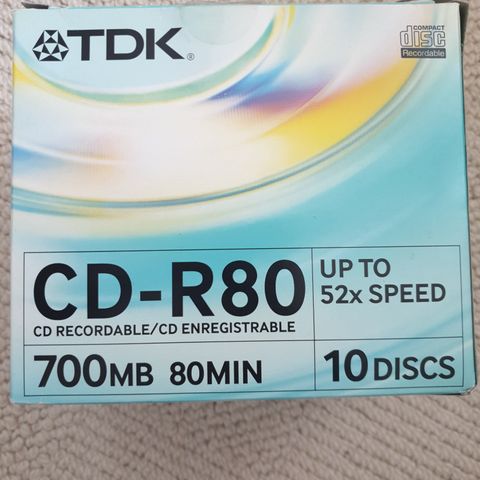 TDK®
COMPACT
disc
Recordable
CD-R80
CD RECORDABLE/CD ENREGISTRABLE
UP TO
52x SPEED
700MB 80MIN
10 DISCS